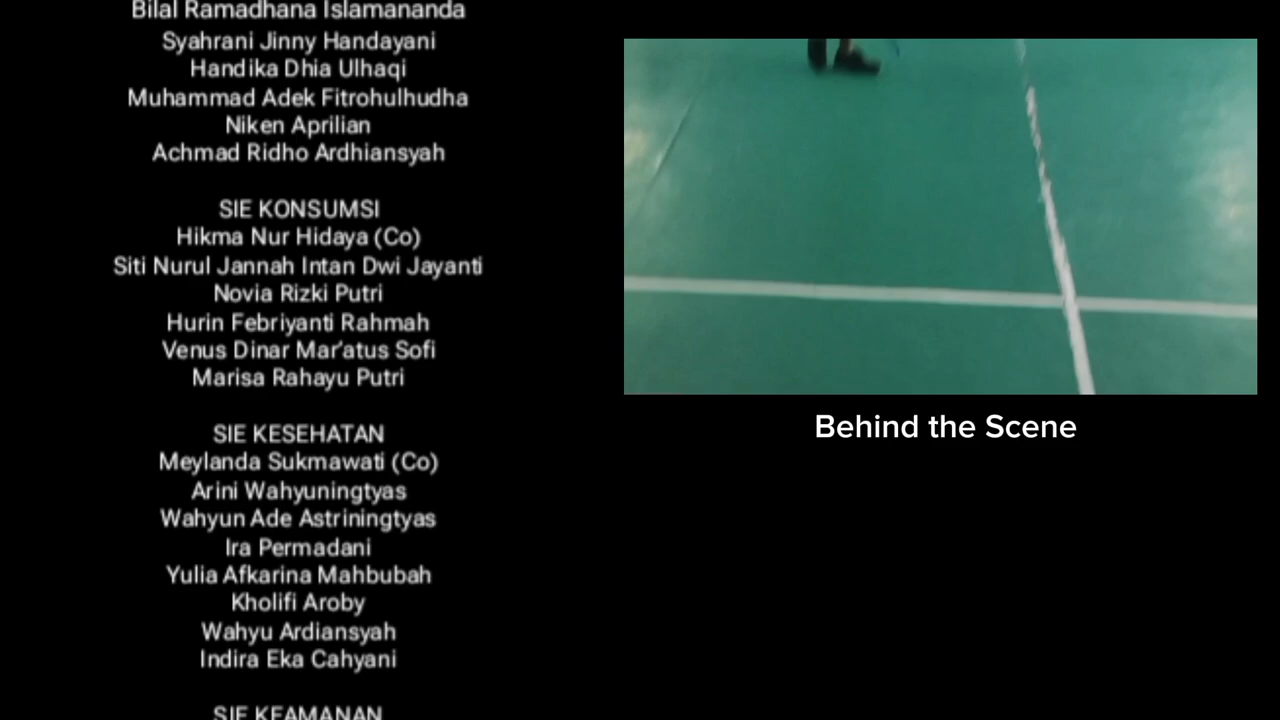 Bilal Ramadhana Islamananda
Syahrani Jinny Handayani
Handika Dhia Ulhaqi
Muhammad Adek Fitrohulhudha
Niken Aprilian
Achmad Ridho Ardhiansyah
SIE KONSUMSI
Hikma Nur Hidaya (Co)
Siti Nurul Jannah Intan Dwi Jayanti
Novia Rizki Putri
Hurin Febriyanti Rahmah
Venus Dinar Mar'atus Sofi
Marisa Rahayu Putri
SIE KESEHATAN
Meylanda Sukmawati (Co)
Arini Wahyuningtyas
Wahyun Ade Astriningtyas
Ira Permadani
Yulia Afkarina Mahbubah
Kholifi Aroby
Wahyu Ardiansyah
Indira Eka Cahyani
SIE KEAMANAN
Behind the Scene